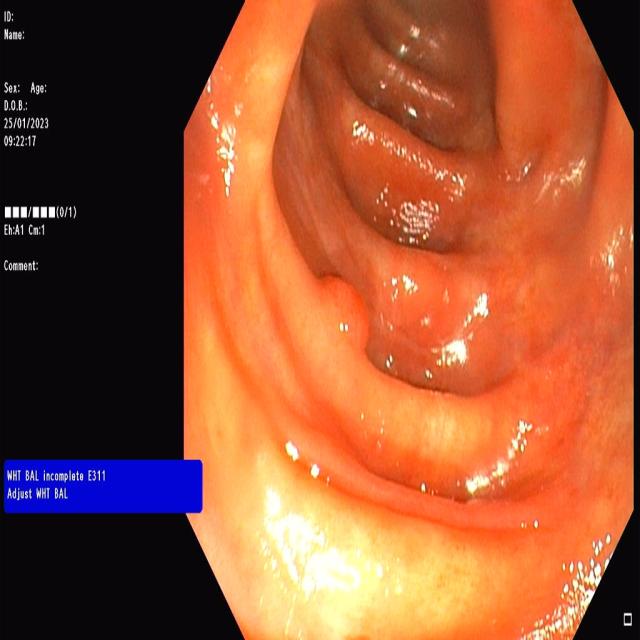 ID:
Name:
Sex: Age:
D.O.B.:
25/01/2023
09:22:17
■■■/■■■(0/1)
Eh:A1 Cm:1
Comment:
WHT BAL incomplete E311
Adjust WHT BAL